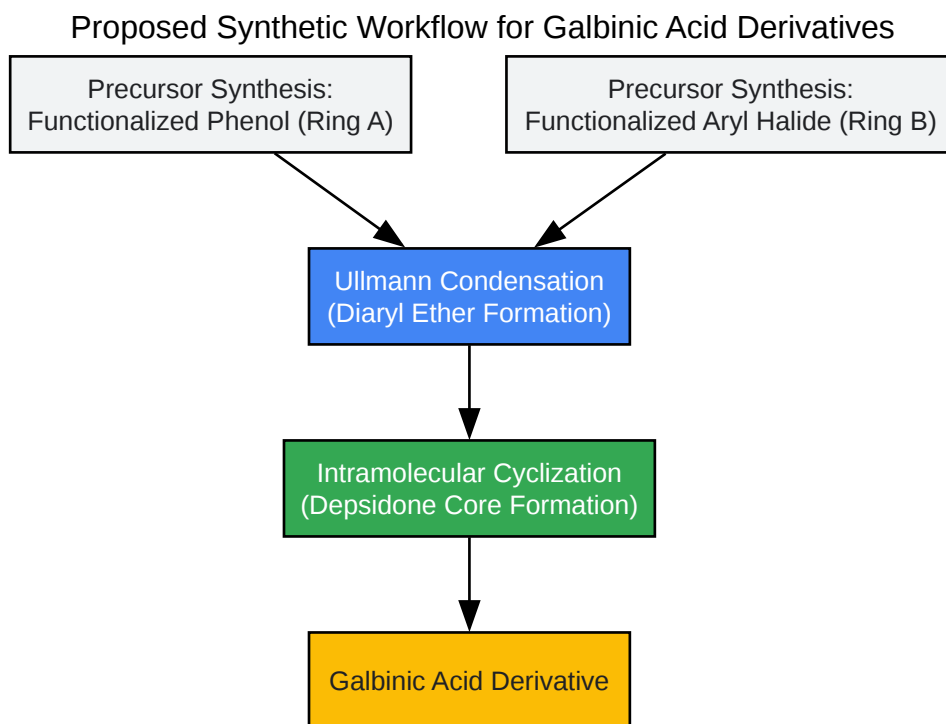 Proposed Synthetic Workflow for Galbinic Acid Derivatives
Precursor Synthesis:
Functionalized Phenol (Ring A)
Precursor Synthesis:
Functionalized Aryl Halide (Ring B)
Ullmann Condensation
(Diaryl Ether Formation)
Intramolecular Cyclization
(Depsidone Core Formation)
Galbinic Acid Derivative